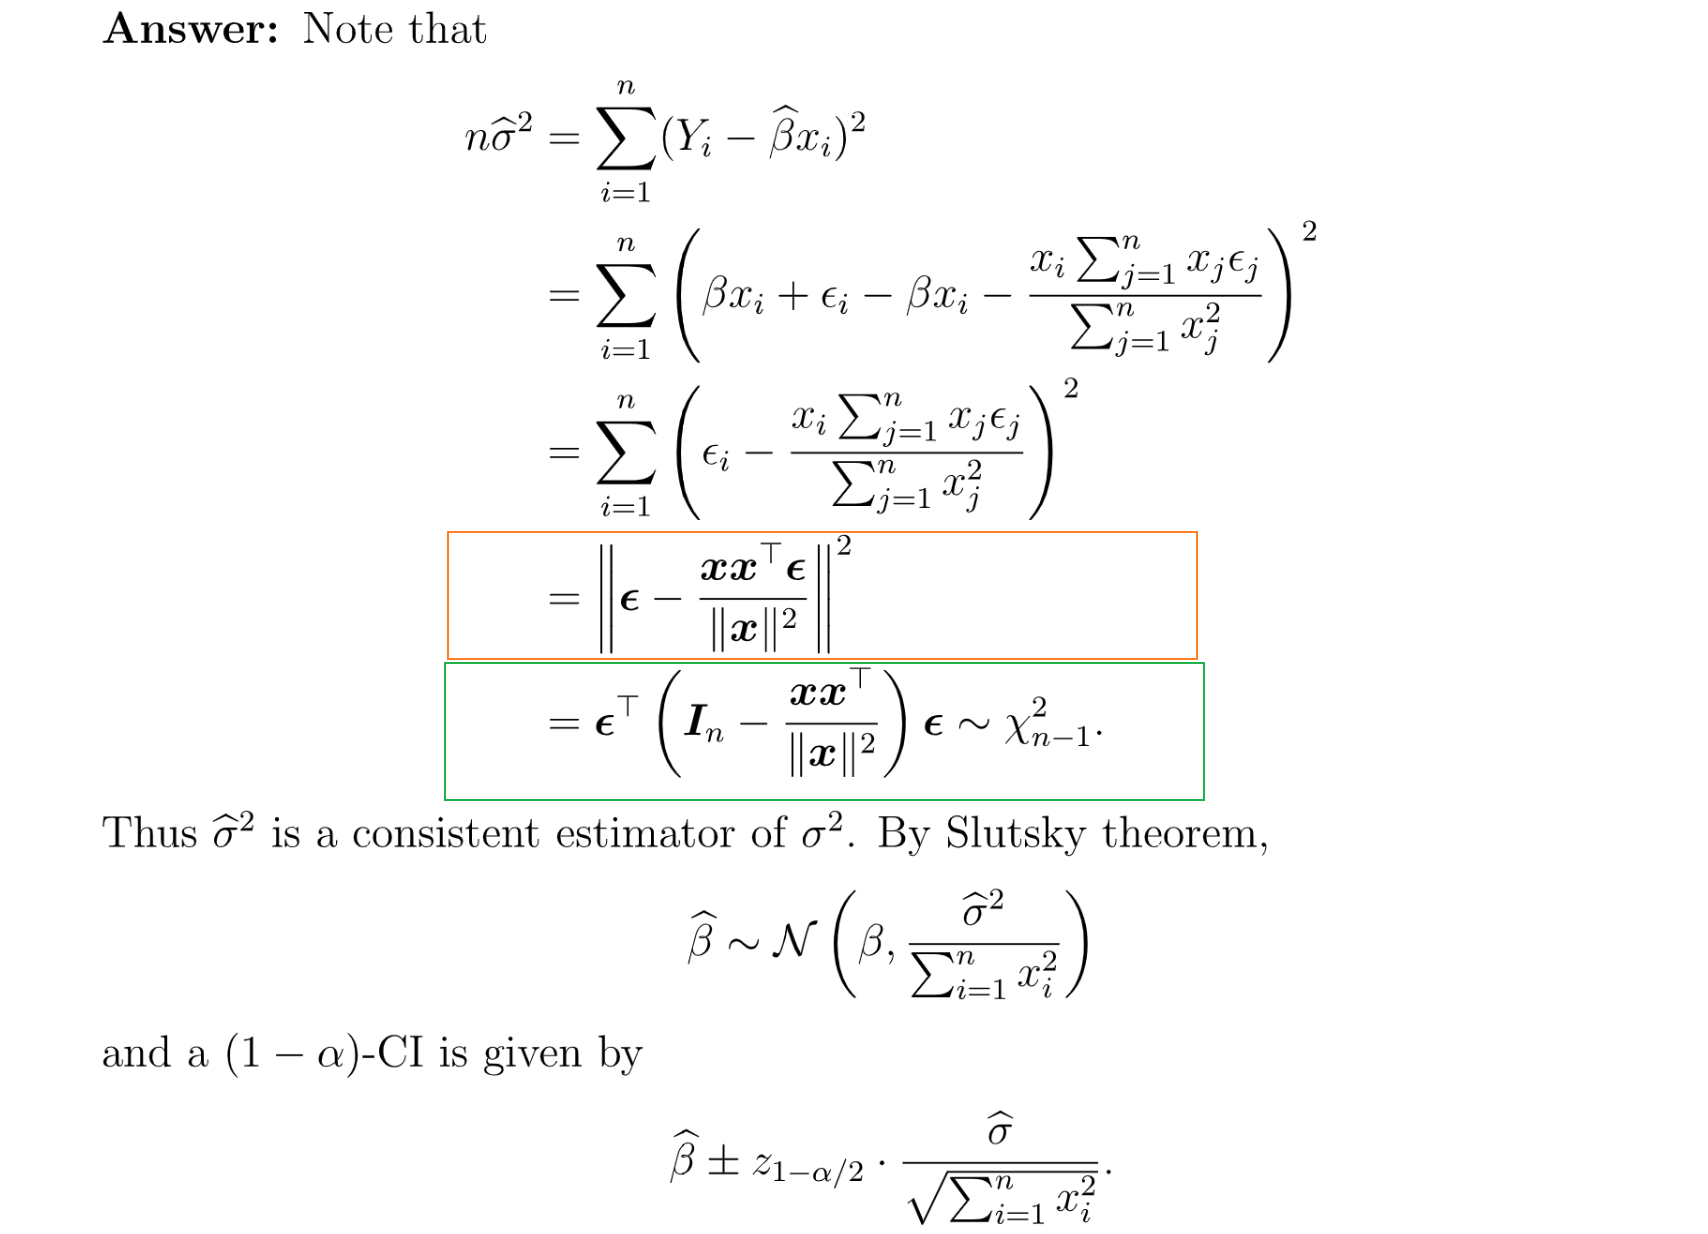 Answer: Note that
$n\widehat{\sigma}^2 = \sum_{i=1}^{n}(Y_i - \widehat{\beta}x_i)^2$
$= \sum_{i=1}^{n}\left(\beta x_i + \epsilon_i - \beta x_i - \frac{x_i\sum_{j=1}^{n}x_j\epsilon_j}{\sum_{j=1}^{n}x_j^2}\right)^2$
$= \sum_{i=1}^{n}\left(\epsilon_i - \frac{x_i\sum_{j=1}^{n}x_j\epsilon_j}{\sum_{j=1}^{n}x_j^2}\right)^2$
$= \left\|\boldsymbol{\epsilon} - \frac{\boldsymbol{x}\boldsymbol{x}^\top\boldsymbol{\epsilon}}{\|\boldsymbol{x}\|^2}\right\|^2$
$= \boldsymbol{\epsilon}^\top\left(\boldsymbol{I}_n - \frac{\boldsymbol{x}\boldsymbol{x}^\top}{\|\boldsymbol{x}\|^2}\right)\boldsymbol{\epsilon} \sim \chi^2_{n-1}.$
Thus $\widehat{\sigma}^2$ is a consistent estimator of $\sigma^2$. By Slutsky theorem,
$\widehat{\beta} \sim \mathcal{N}\left(\beta, \frac{\widehat{\sigma}^2}{\sum_{i=1}^{n}x_i^2}\right)$
and a $(1 - \alpha)$-CI is given by
$\widehat{\beta} \pm z_{1-\alpha/2} \cdot \frac{\widehat{\sigma}}{\sqrt{\sum_{i=1}^{n}x_i^2}}.$